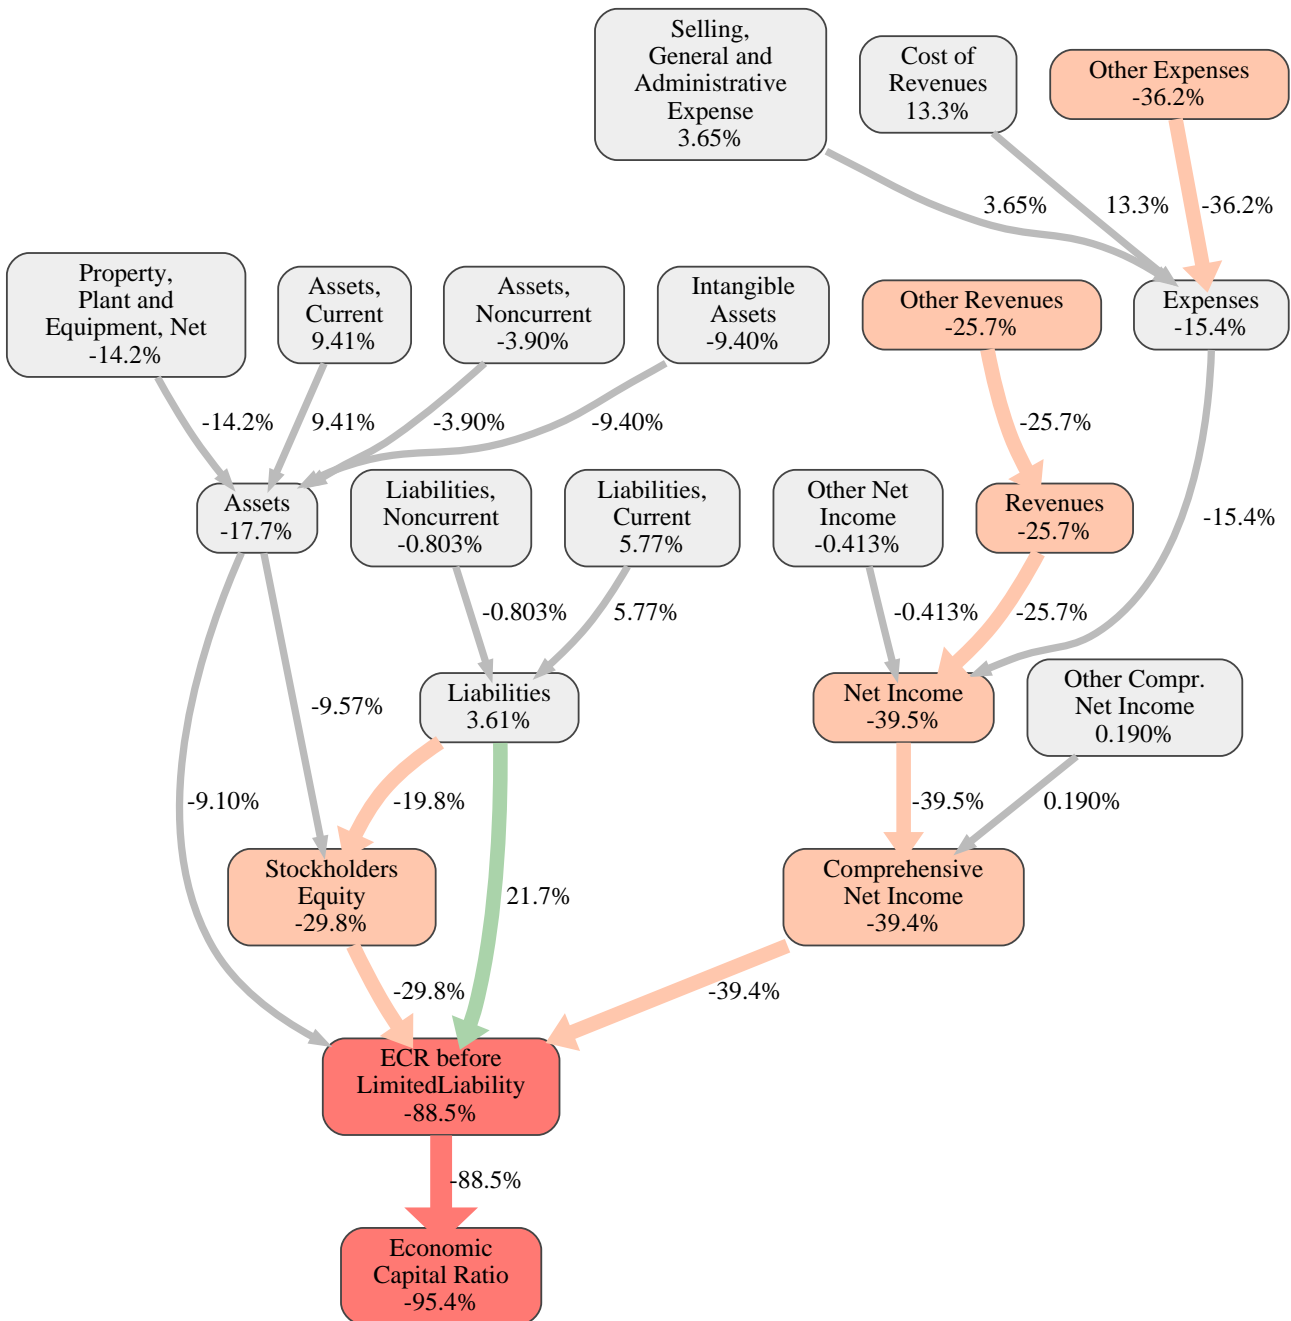 Selling,
General and
Administrative
Expense
3.65%
Cost of
Revenues
13.3%
Other Expenses
-36.2%
3.65%
13.3%
-36.2%
Property,
Plant and
Equipment, Net
-14.2%
Assets,
Current
9.41%
Assets,
Noncurrent
-3.90%
Intangible
Assets
-9.40%
Other Revenues
-25.7%
Expenses
-15.4%
-14.2%
9.41%
-3.90%
-9.40%
-25.7%
Assets
-17.7%
Liabilities,
Noncurrent
-0.803%
Liabilities,
Current
5.77%
Other Net
Income
-0.413%
Revenues
-25.7%
-15.4%
-0.803%
5.77%
-0.413%
-25.7%
-9.57%
Liabilities
3.61%
Net Income
-39.5%
Other Compr.
Net Income
0.190%
-9.10%
-19.8%
-39.5%
0.190%
Stockholders
Equity
-29.8%
21.7%
Comprehensive
Net Income
-39.4%
-29.8%
-39.4%
ECR before
LimitedLiability
-88.5%
-88.5%
Economic
Capital Ratio
-95.4%